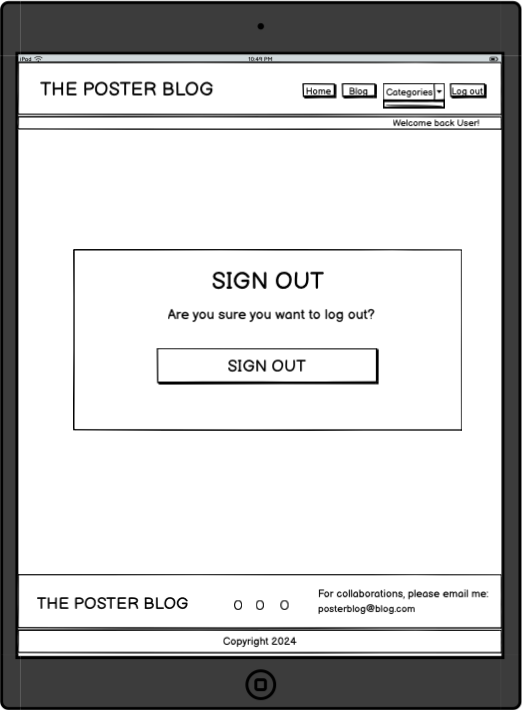 iPad 10:49 PM
THE POSTER BLOG
Home Blog Categories Log out
Welcome back User!
SIGN OUT
Are you sure you want to log out?
SIGN OUT
THE POSTER BLOG
For collaborations, please email me:
posterblog@blog.com
Copyright 2024